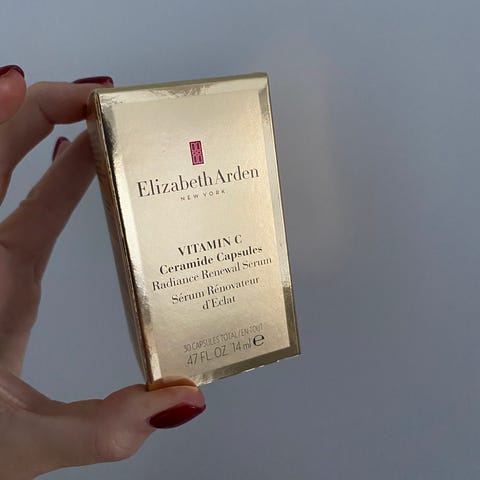 Elizabeth Arden
NEW YORK
VITAMIN C
Ceramide Capsules
Radiance Renewal Serum
Sérum Rénovateur
d'Eclat
30 CAPSULES TOTAL/EN TOUT
.47 FL. OZ. 14 ml ℮